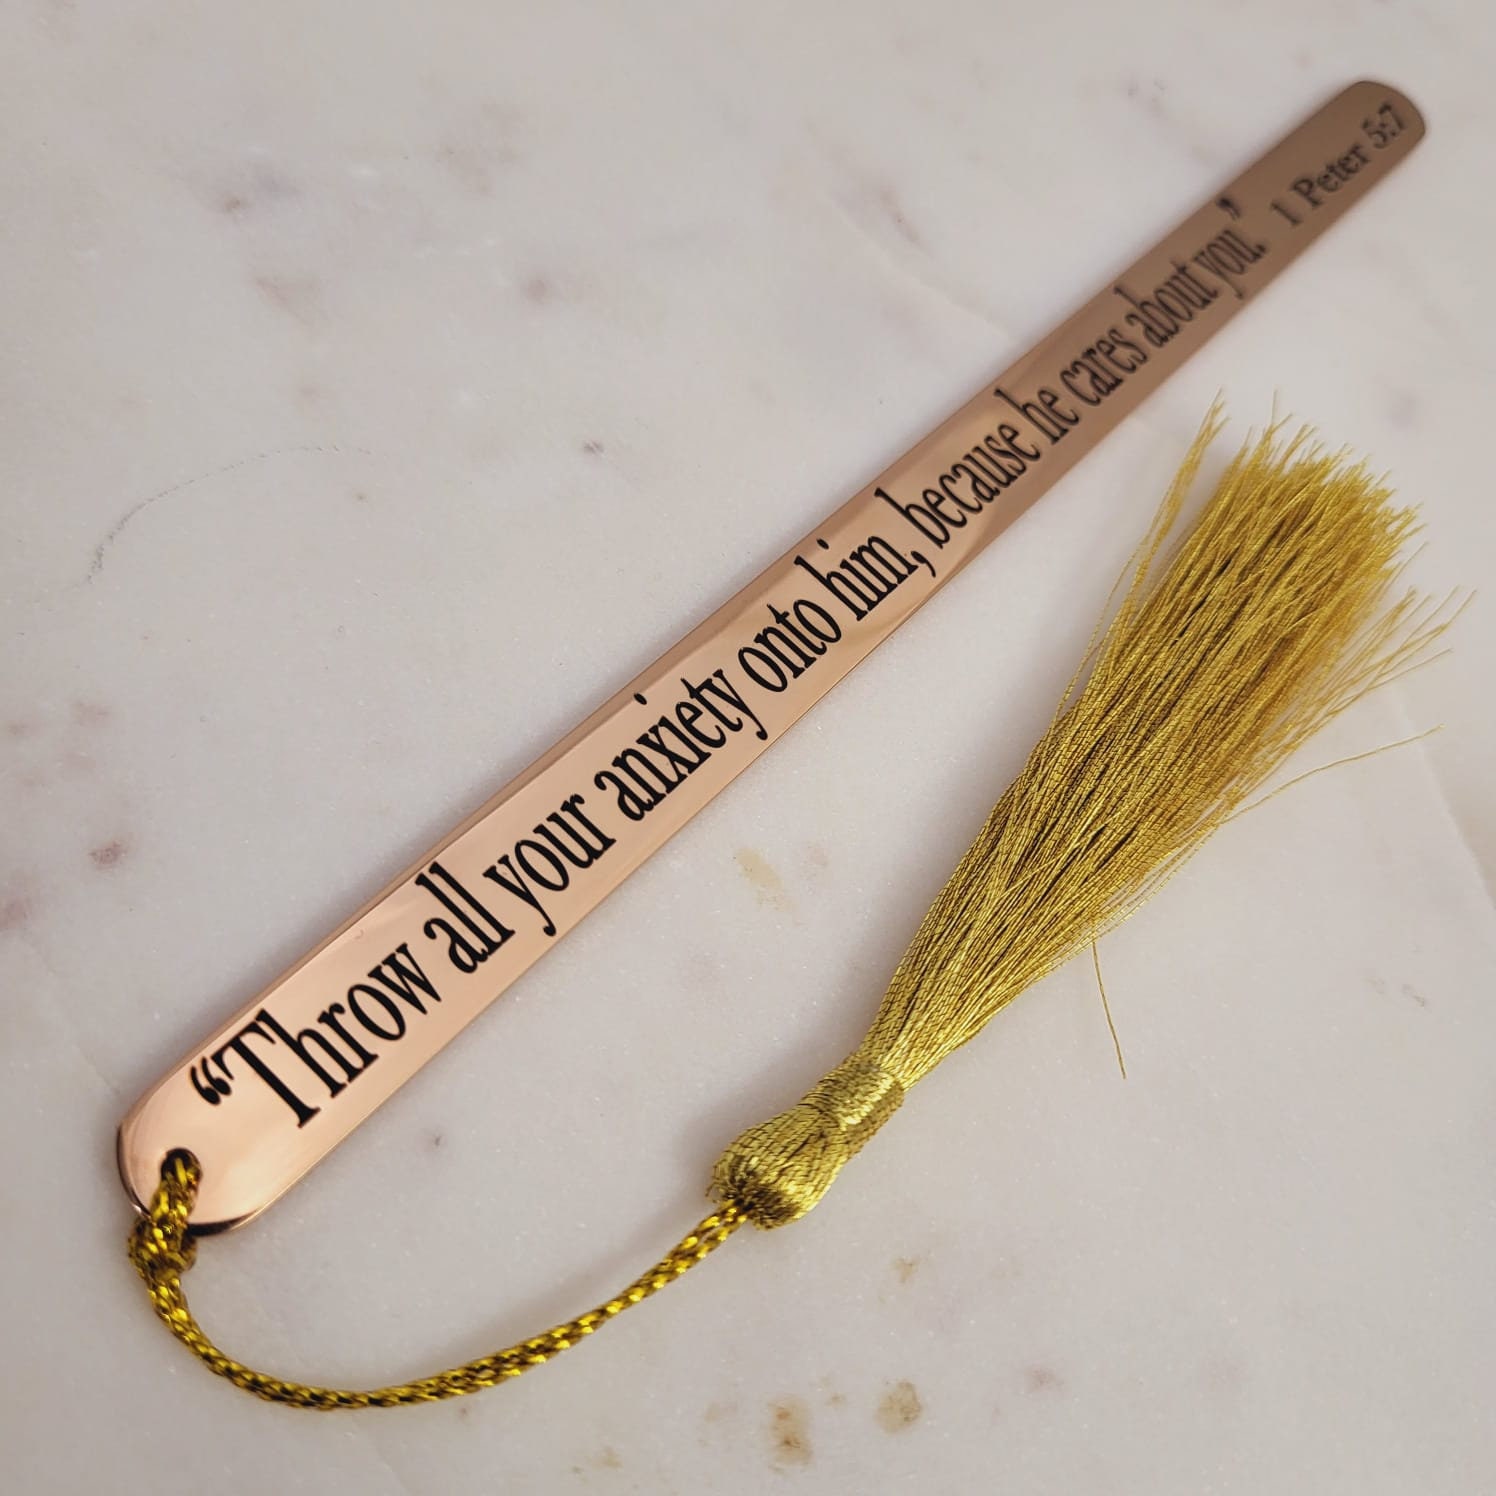 “Throw all your anxiety onto him, because he cares about you.” 1 Peter 5:7